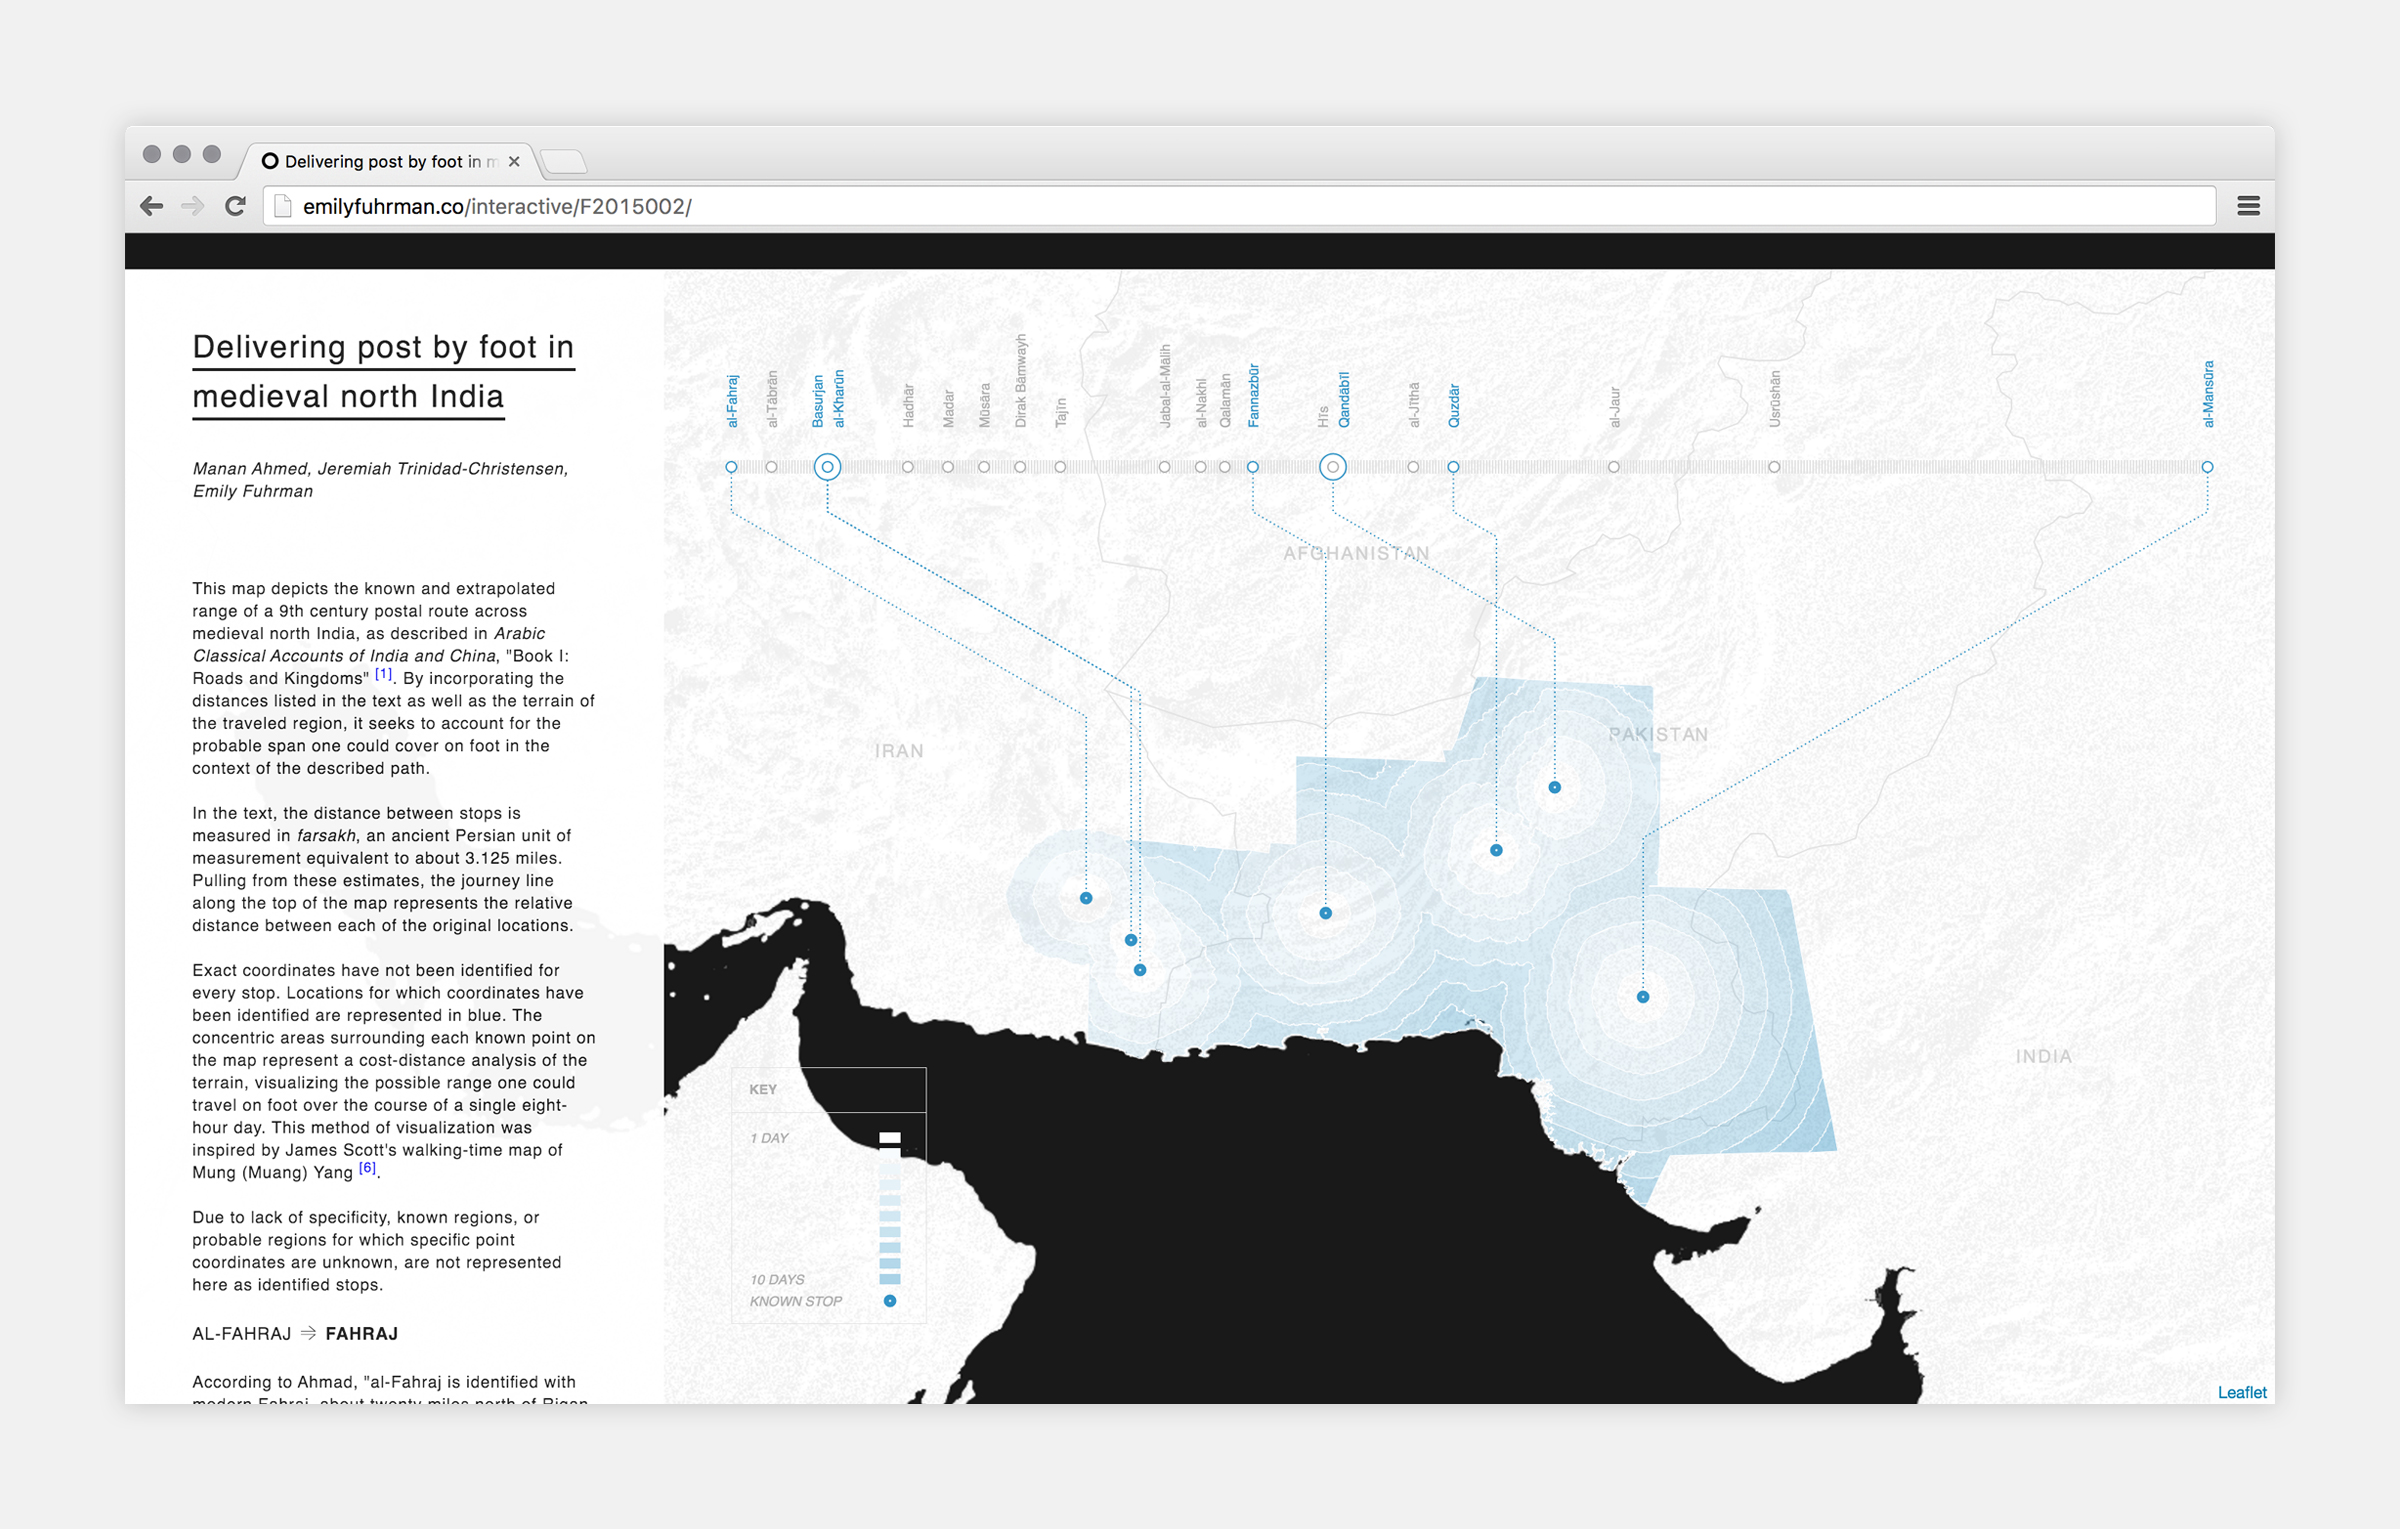 Delivering post by foot in m
emilyfuhrman.co/interactive/F2015002/
Delivering post by foot in
medieval north India
Manan Ahmed, Jeremiah Trinidad-Christensen,
Emily Fuhrman
This map depicts the known and extrapolated
range of a 9th century postal route across
medieval north India, as described in Arabic
Classical Accounts of India and China, "Book I:
Roads and Kingdoms" [1]. By incorporating the
distances listed in the text as well as the terrain of
the traveled region, it seeks to account for the
probable span one could cover on foot in the
context of the described path.
In the text, the distance between stops is
measured in farsakh, an ancient Persian unit of
measurement equivalent to about 3.125 miles.
Pulling from these estimates, the journey line
along the top of the map represents the relative
distance between each of the original locations.
Exact coordinates have not been identified for
every stop. Locations for which coordinates have
been identified are represented in blue. The
concentric areas surrounding each known point on
the map represent a cost-distance analysis of the
terrain, visualizing the possible range one could
travel on foot over the course of a single eight-
hour day. This method of visualization was
inspired by James Scott's walking-time map of
Mung (Muang) Yang [6].
Due to lack of specificity, known regions, or
probable regions for which specific point
coordinates are unknown, are not represented
here as identified stops.
AL-FAHRAJ → FAHRAJ
According to Ahmad, "al-Fahraj is identified with
modern Fahraj, about twenty miles north of Rigan
al-Fahraj
al-Tābrān
Basurjan
al-Kharūn
Hadhār
Madar
Mūsāra
Dirak Bāmwayh
Tajīn
Jabal-al-Mālih
al-Nakhl
Qalamān
Fannazbūr
Hīs
Qandābīl
al-Jīthā
Quzdār
al-Jaur
Usrūshān
al-Mansūra
AFGHANISTAN
IRAN
PAKISTAN
INDIA
KEY
1 DAY
10 DAYS
KNOWN STOP
Leaflet